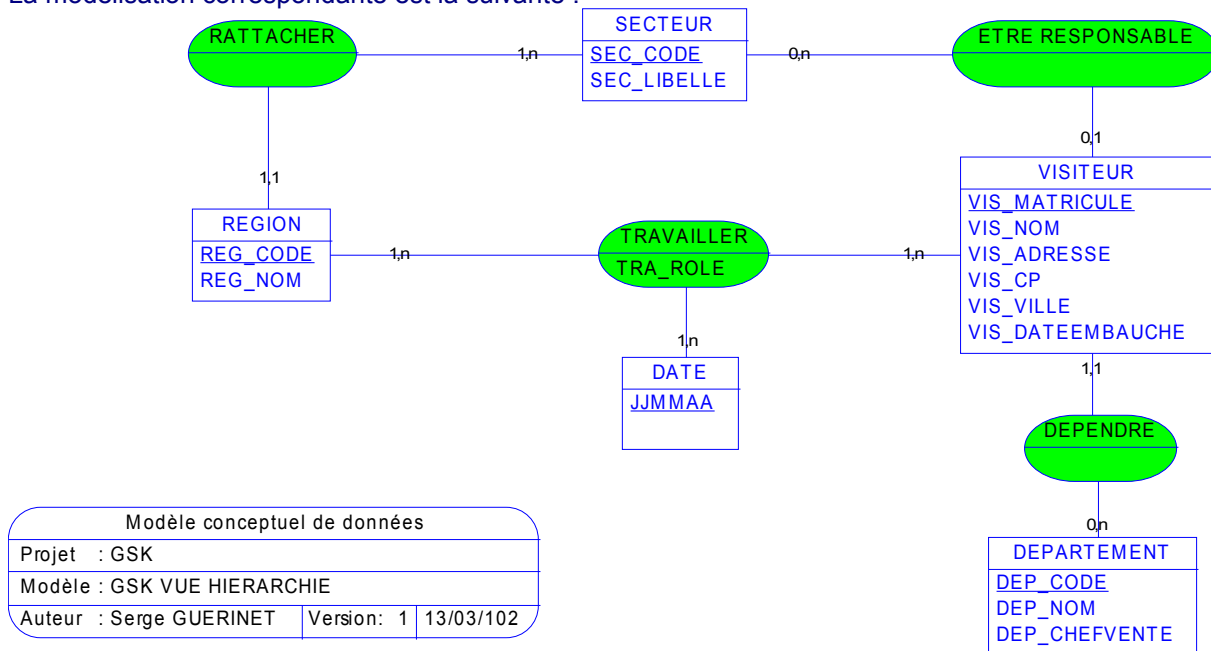 La modélisation correspondante est la suivante :
RATTACHER
1,n
SECTEUR
SEC_CODE
SEC_LIBELLE
0,n
ETRE RESPONSABLE
0,1
1,1
REGION
REG_CODE
REG_NOM
1,n
TRAVAILLER
TRA_ROLE
1,n
VISITEUR
VIS_MATRICULE
VIS_NOM
VIS_ADRESSE
VIS_CP
VIS_VILLE
VIS_DATEEMBAUCHE
1,n
DATE
JJMMAA
1,1
DEPENDRE
0,n
DEPARTEMENT
DEP_CODE
DEP_NOM
DEP_CHEFVENTE
Modèle conceptuel de données
Projet : GSK
Modèle : GSK VUE HIERARCHIE
Auteur : Serge GUERINET Version: 1 13/03/102